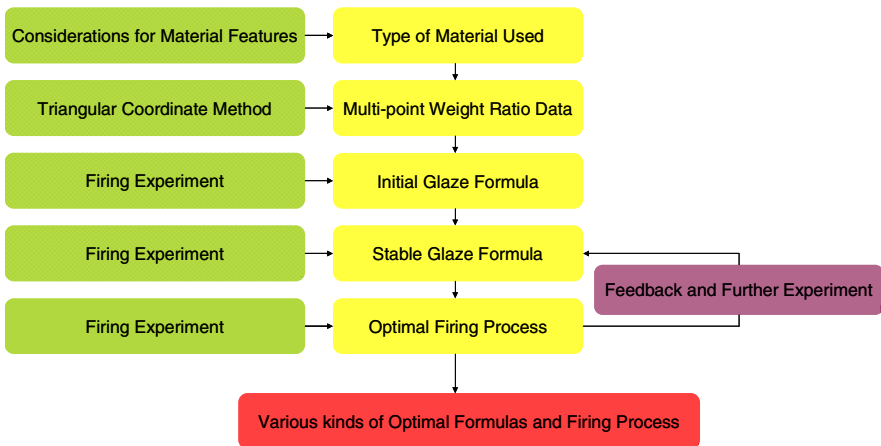 Considerations for Material Features
Type of Material Used
Triangular Coordinate Method
Multi-point Weight Ratio Data
Firing Experiment
Initial Glaze Formula
Firing Experiment
Stable Glaze Formula
Feedback and Further Experiment
Firing Experiment
Optimal Firing Process
Various kinds of Optimal Formulas and Firing Process